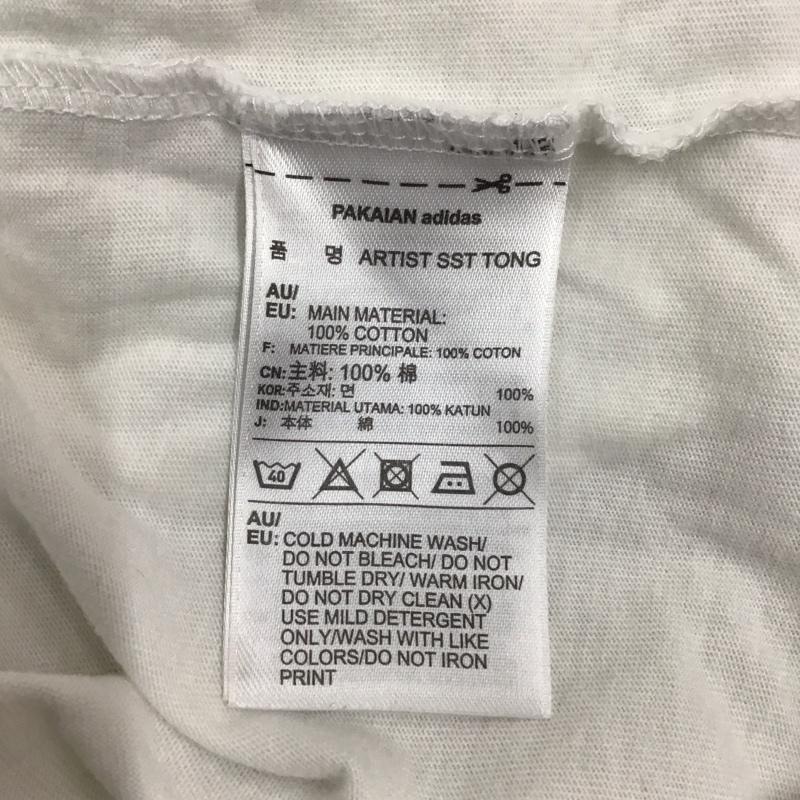 PAKAIAN adidas
품 명 ARTIST SST TONG
AU/
EU: MAIN MATERIAL:
100% COTTON
F: MATIERE PRINCIPALE: 100% COTON
CN:主料: 100% 棉
KOR:주소재: 면 100%
IND:MATERIAL UTAMA: 100% KATUN
J: 本体 綿 100%
40
AU/
EU: COLD MACHINE WASH/
DO NOT BLEACH/ DO NOT
TUMBLE DRY/ WARM IRON/
DO NOT DRY CLEAN (X)
USE MILD DETERGENT
ONLY/WASH WITH LIKE
COLORS/DO NOT IRON
PRINT